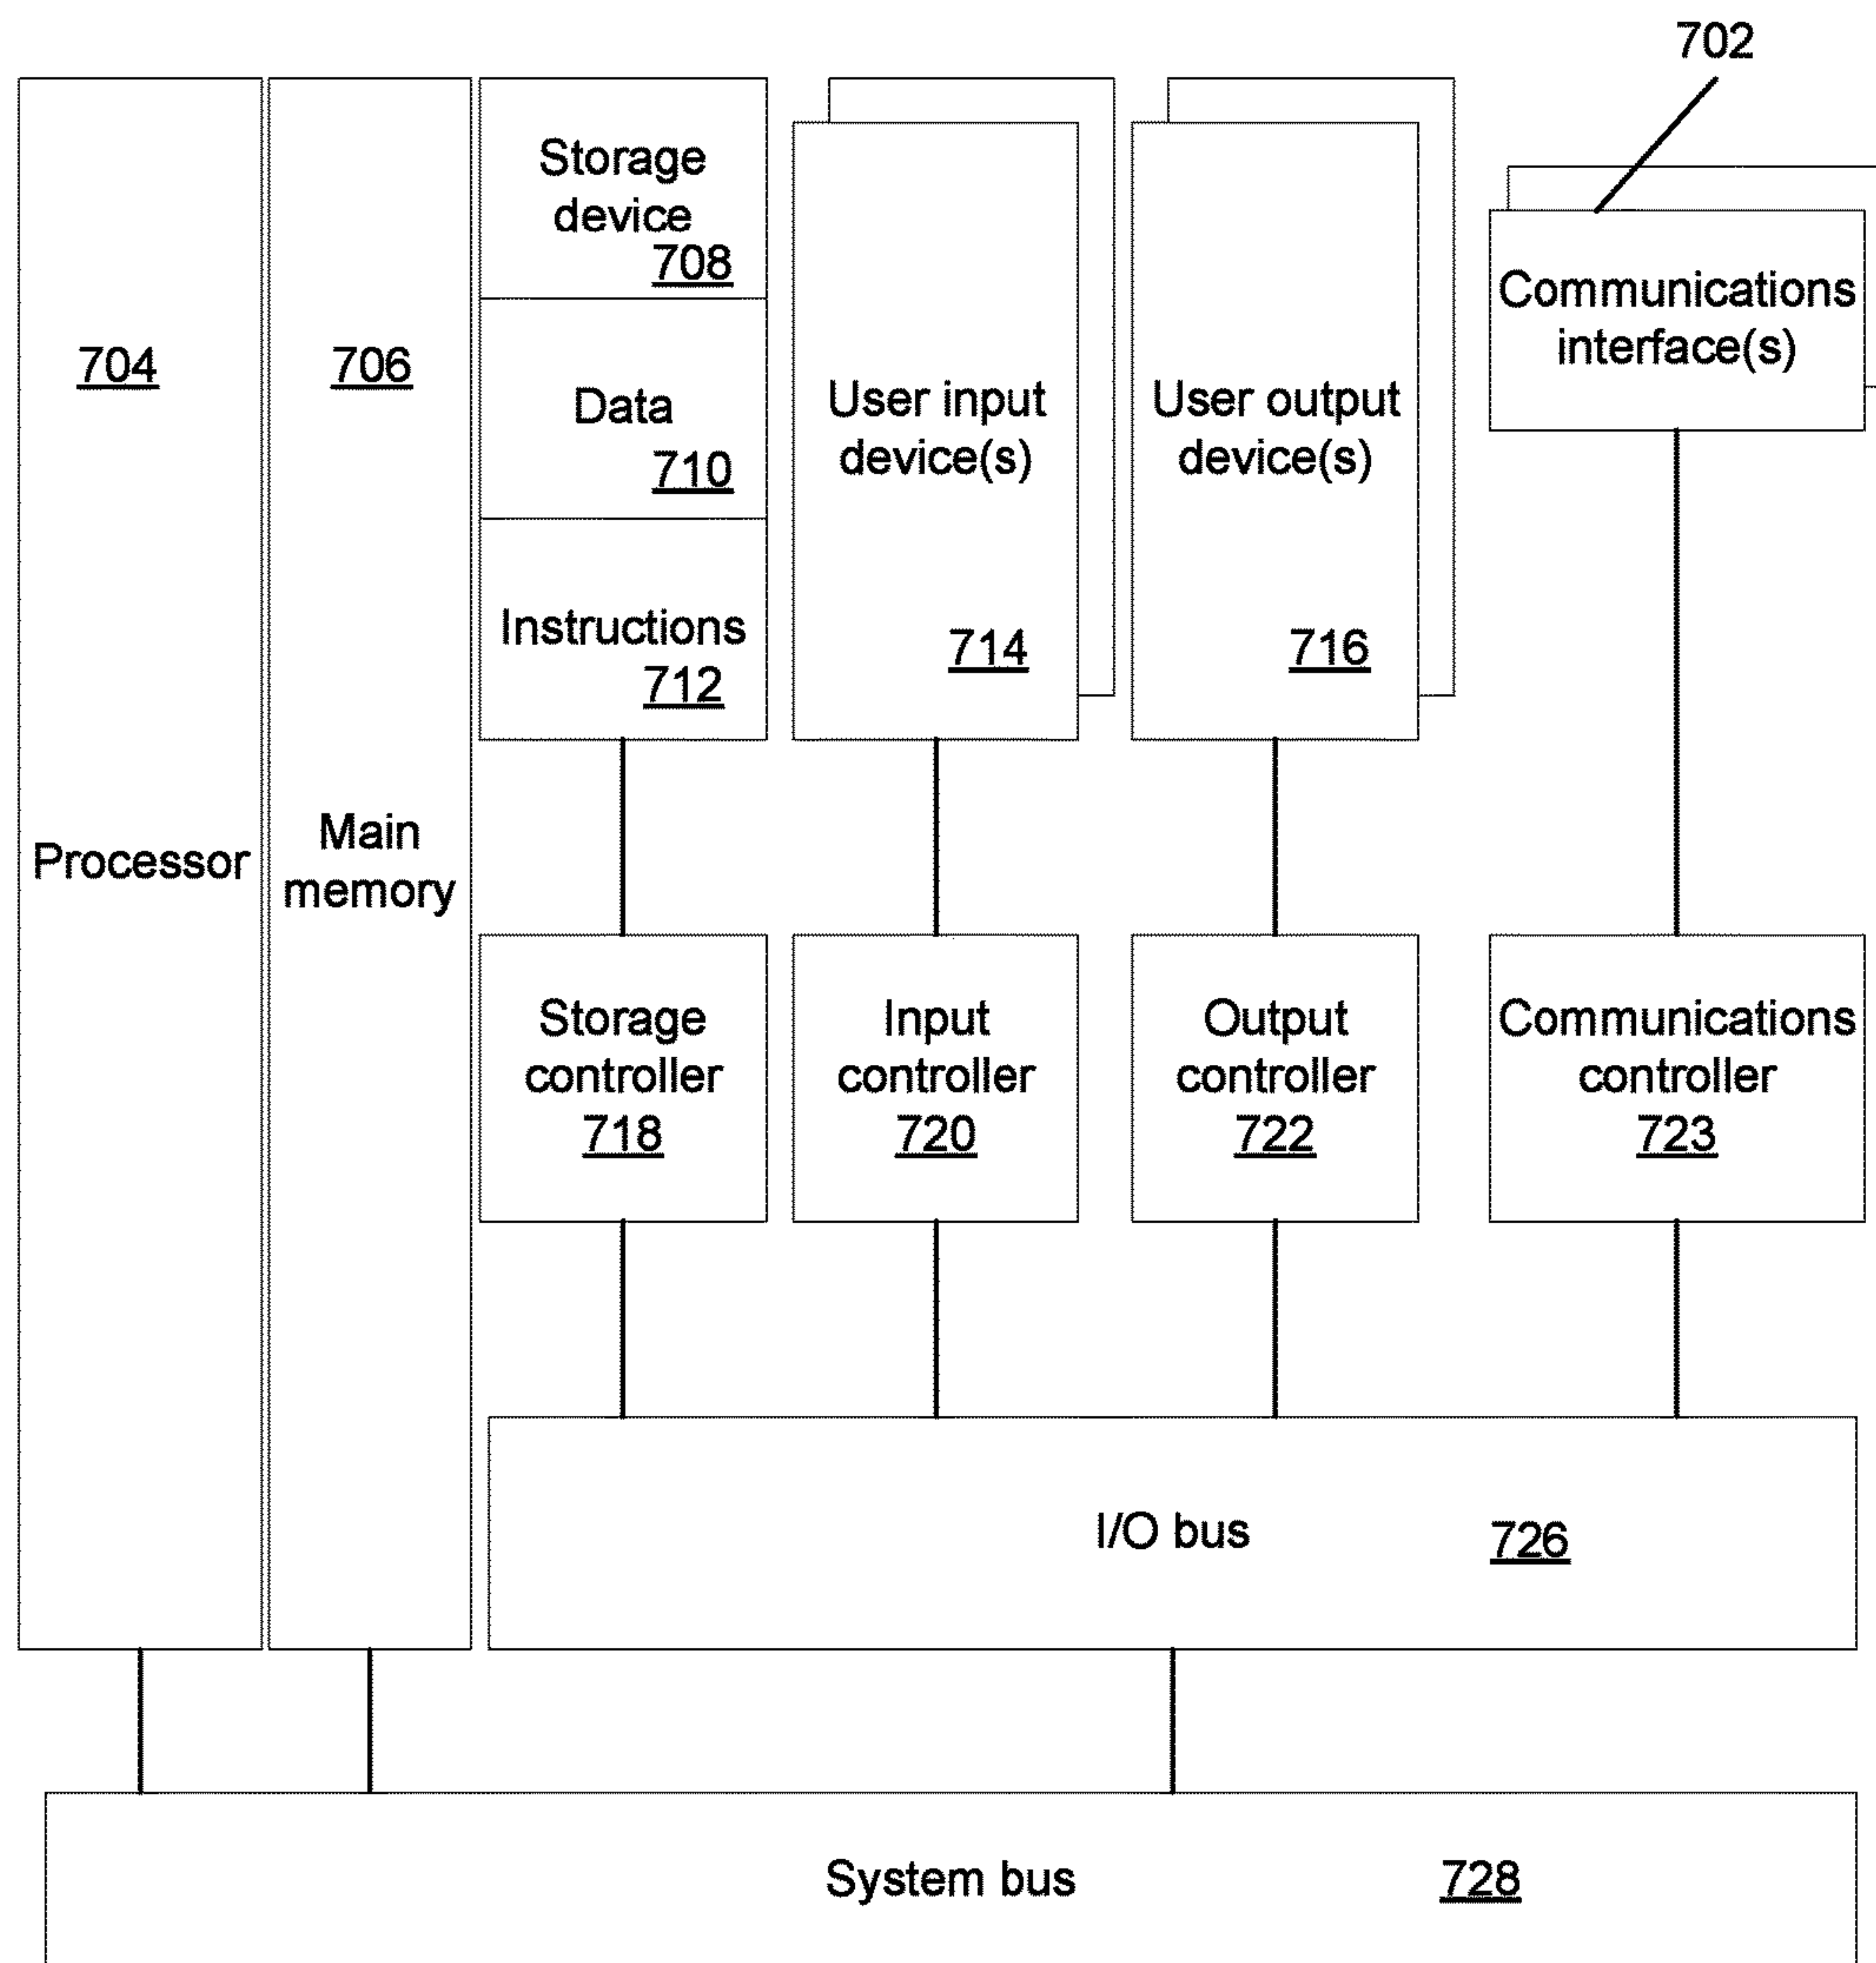 702
704
Processor
706
Main
memory
Storage
device
708
Data
710
Instructions
712
User input
device(s)
714
User output
device(s)
716
Communications
interface(s)
Storage
controller
718
Input
controller
720
Output
controller
722
Communications
controller
723
I/O bus 726
System bus 728